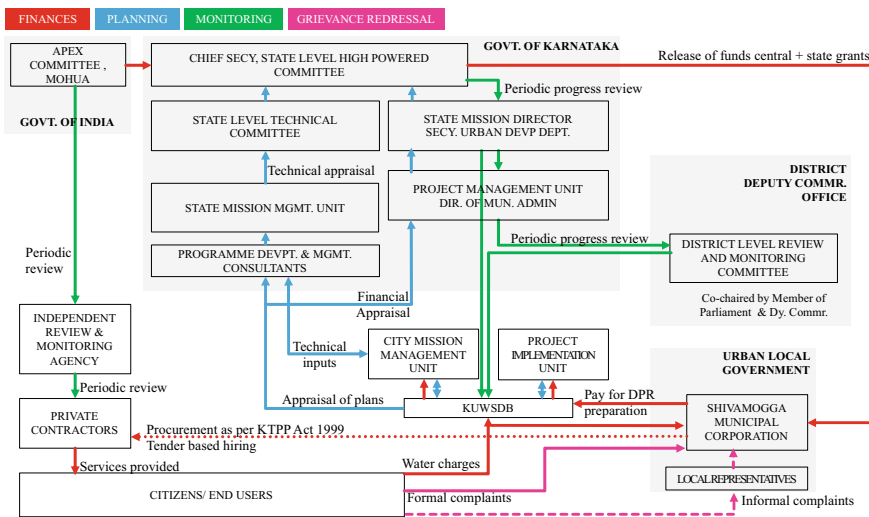 FINANCES
PLANNING
MONITORING
GRIEVANCE REDRESSAL
GOVT. OF KARNATAKA
APEX
COMMITTEE ,
MOHUA
GOVT. OF INDIA
CHIEF SECY, STATE LEVEL HIGH POWERED
COMMITTEE
Release of funds central + state grants
Periodic progress review
STATE LEVEL TECHNICAL
COMMITTEE
STATE MISSION DIRECTOR
SECY. URBAN DEVP DEPT.
Technical appraisal
STATE MISSION MGMT. UNIT
PROJECT MANAGEMENT UNIT
DIR. OF MUN. ADMIN
DISTRICT
DEPUTY COMMR.
OFFICE
Periodic
review
PROGRAMME DEVPT. & MGMT.
CONSULTANTS
Periodic progress review
DISTRICT LEVEL REVIEW
AND MONITORING
COMMITTEE
Co-chaired by Member of
Parliament & Dy. Commr.
Financial
Appraisal
INDEPENDENT
REVIEW &
MONITORING
AGENCY
Technical
inputs
CITY MISSION
MANAGEMENT
UNIT
PROJECT
IMPLEMENTATION
UNIT
URBAN LOCAL
GOVERNMENT
Periodic review
Appraisal of plans
KUWSDB
Pay for DPR
preparation
SHIVAMOGGA
MUNICIPAL
CORPORATION
PRIVATE
CONTRACTORS
Procurement as per KTPP Act 1999
Tender based hiring
Services provided
Water charges
LOCAL REPRESENTATIVES
CITIZENS/ END USERS
Formal complaints
Informal complaints